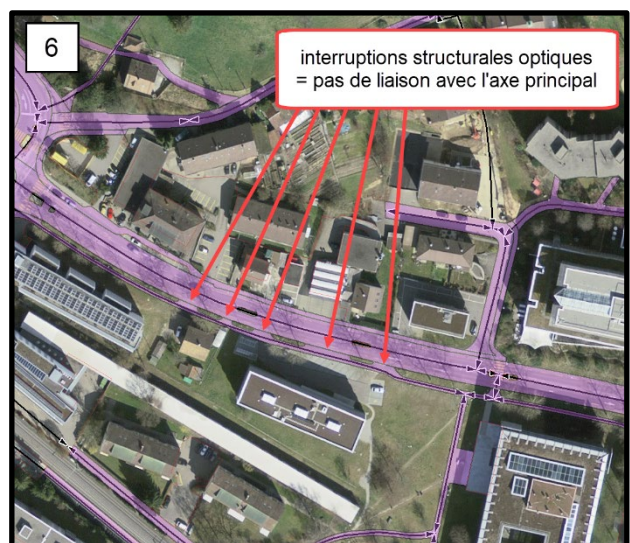 6
interruptions structurales optiques
= pas de liaison avec l'axe principal